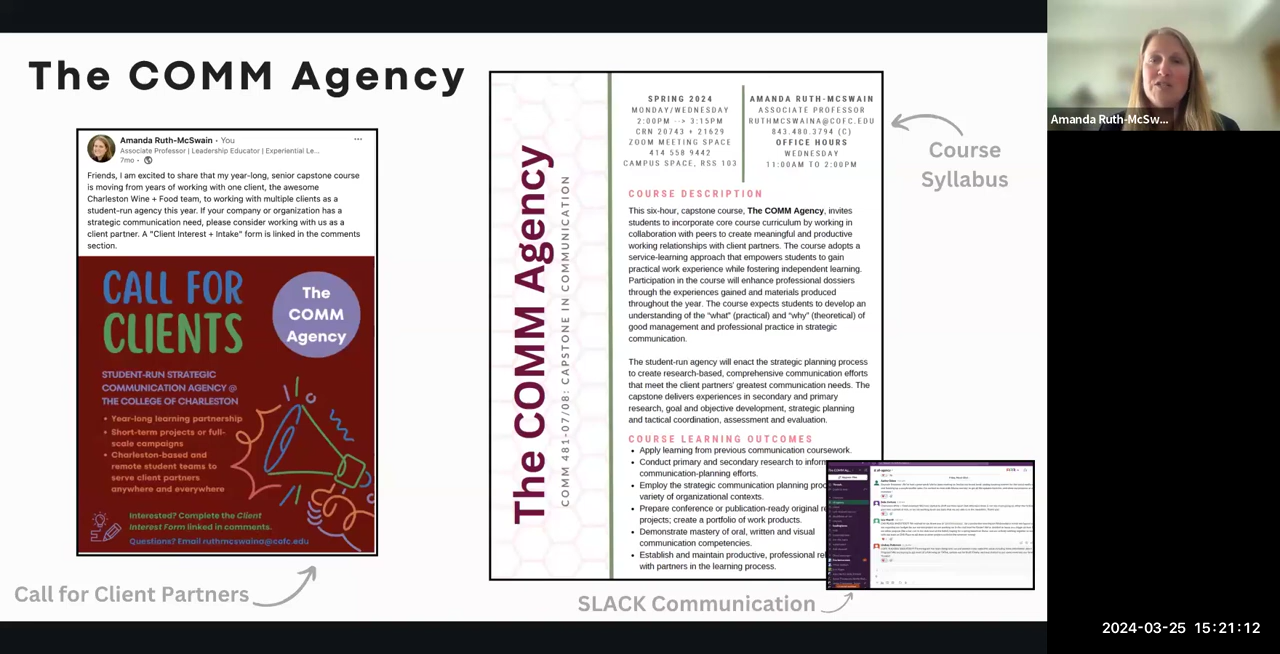 The COMM Agency
Amanda Ruth-McSwain • You
Associate Professor | Leadership Educator | Experiential Le...
7mo •
Friends, I am excited to share that my year-long, senior capstone course
is moving from years of working with one client, the awesome
Charleston Wine + Food team, to working with multiple clients as a
student-run agency this year. If your company or organization has a
strategic communication need, please consider working with us as a
client partner. A "Client Interest + Intake" form is linked in the comments
section.
CALL FOR
CLIENTS
The
COMM
Agency
STUDENT-RUN STRATEGIC
COMMUNICATION AGENCY @
THE COLLEGE OF CHARLESTON
• Year-long learning partnership
• Short-term projects or full-
scale campaigns
• Charleston-based and
remote student teams to
serve client partners
anywhere and everywhere
Interested? Complete the Client
Interest Form linked in comments.
Questions? Email ruthmcswaina@cofc.edu
Call for Client Partners
The COMM Agency
COMM 481-07/08: CAPSTONE IN COMMUNICATION
SPRING 2024
MONDAY/WEDNESDAY
2:00PM --> 3:15PM
CRN 20743 + 21629
ZOOM MEETING SPACE
414 558 9442
CAMPUS SPACE, RSS 103
AMANDA RUTH-MCSWAIN
ASSOCIATE PROFESSOR
RUTHMCSWAINA@COFC.EDU
843.480.3794 (C)
OFFICE HOURS
WEDNESDAY
11:00AM TO 2:00PM
COURSE DESCRIPTION
This six-hour, capstone course, The COMM Agency, invites
students to incorporate core course curriculum by working in
collaboration with peers to create meaningful and productive
working relationships with client partners. The course adopts a
service-learning approach that empowers students to gain
practical work experience while fostering independent learning.
Participation in the course will enhance professional dossiers
through the experiences gained and materials produced
throughout the year. The course expects students to develop an
understanding of the “what” (practical) and “why” (theoretical) of
good management and professional practice in strategic
communication.
The student-run agency will enact the strategic planning process
to create research-based, comprehensive communication efforts
that meet the client partners’ greatest communication needs. The
capstone delivers experiences in secondary and primary
research, goal and objective development, strategic planning
and tactical coordination, assessment and evaluation.
COURSE LEARNING OUTCOMES
• Apply learning from previous communication coursework.
• Conduct primary and secondary research to inform
communication-planning efforts.
• Employ the strategic communication planning
variety of organizational contexts.
• Prepare conference or publication-ready original
projects; create a portfolio of work products.
• Demonstrate mastery of oral, written and visual
communication competencies.
• Establish and maintain productive, professional
with partners in the learning process.
Course
Syllabus
SLACK Communication
Amanda Ruth-McSw...
2024-03-25 15:21:12